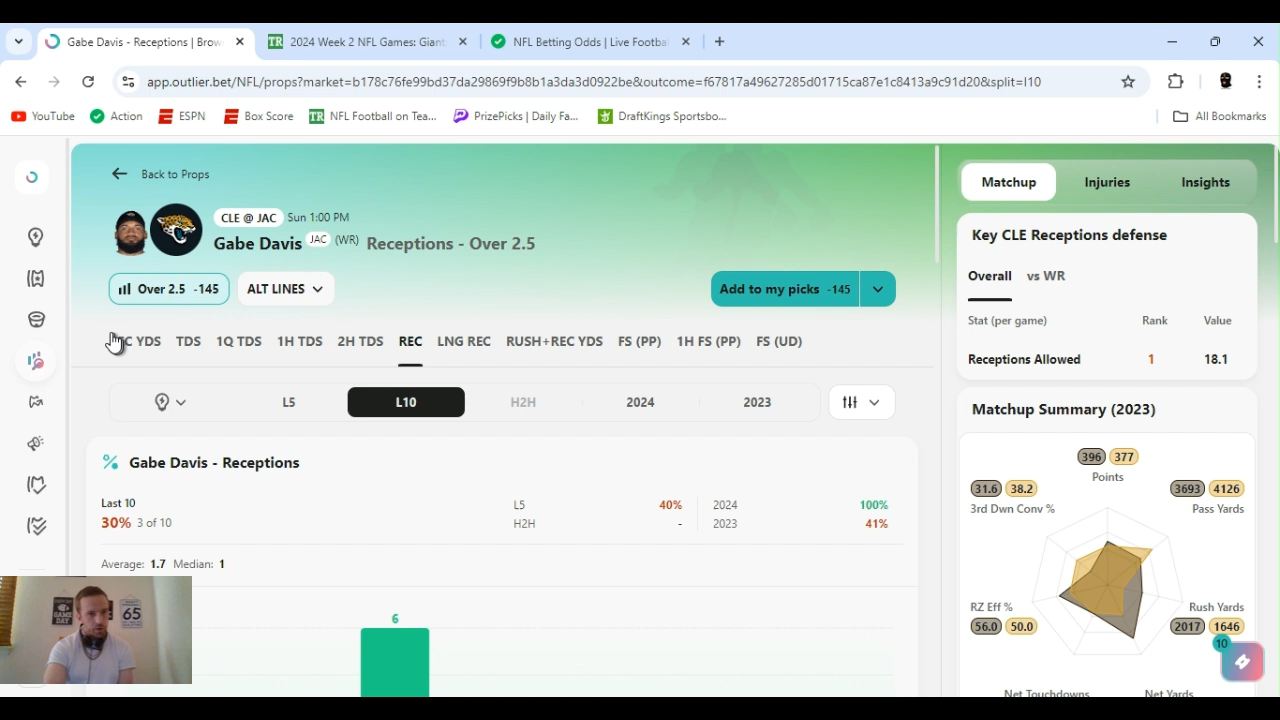 Gabe Davis - Receptions | Brow
2024 Week 2 NFL Games: Giant
NFL Betting Odds | Live Footba
app.outlier.bet/NFL/props?market=b178c76fe99bd37da29869f9b8b1a3da3d0922be&outcome=f67817a49627285d01715ca87e1c8413a9c91d20&split=l10
YouTube
Action
ESPN
Box Score
NFL Football on Tea...
PrizePicks | Daily Fa...
DraftKings Sportsbo...
All Bookmarks
Back to Props
CLE @ JAC Sun 1:00 PM
Gabe Davis JAC (WR) Receptions - Over 2.5
Over 2.5 -145
ALT LINES
Add to my picks -145
C YDS TDS 1Q TDS 1H TDS 2H TDS REC LNG REC RUSH+REC YDS FS (PP) 1H FS (PP) FS (UD)
L5 L10 H2H 2024 2023
Gabe Davis - Receptions
Last 10
30% 3 of 10
L5 40% 2024 100%
H2H - 2023 41%
Average: 1.7 Median: 1
6
GAME DAY
65
Matchup Injuries Insights
Key CLE Receptions defense
Overall vs WR
Stat (per game) Rank Value
Receptions Allowed 1 18.1
Matchup Summary (2023)
396 377
Points
31.6 38.2
3rd Dwn Conv %
3693 4126
Pass Yards
RZ Eff %
56.0 50.0
Rush Yards
2017 1646
10
Net Touchdowns Net Yards